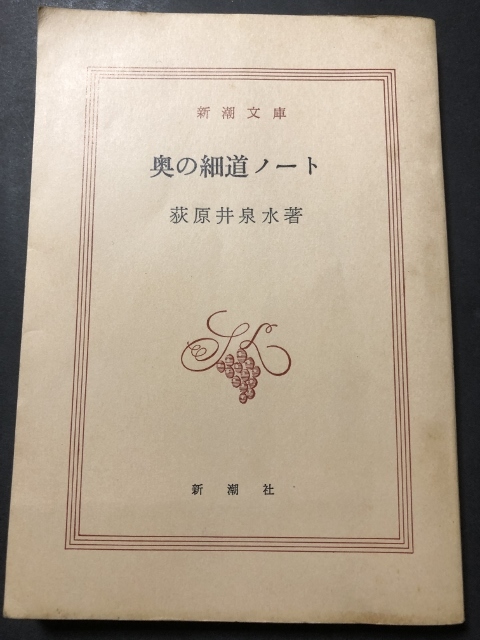 新潮文庫
奥の細道ノート
荻原井泉水著
新潮社